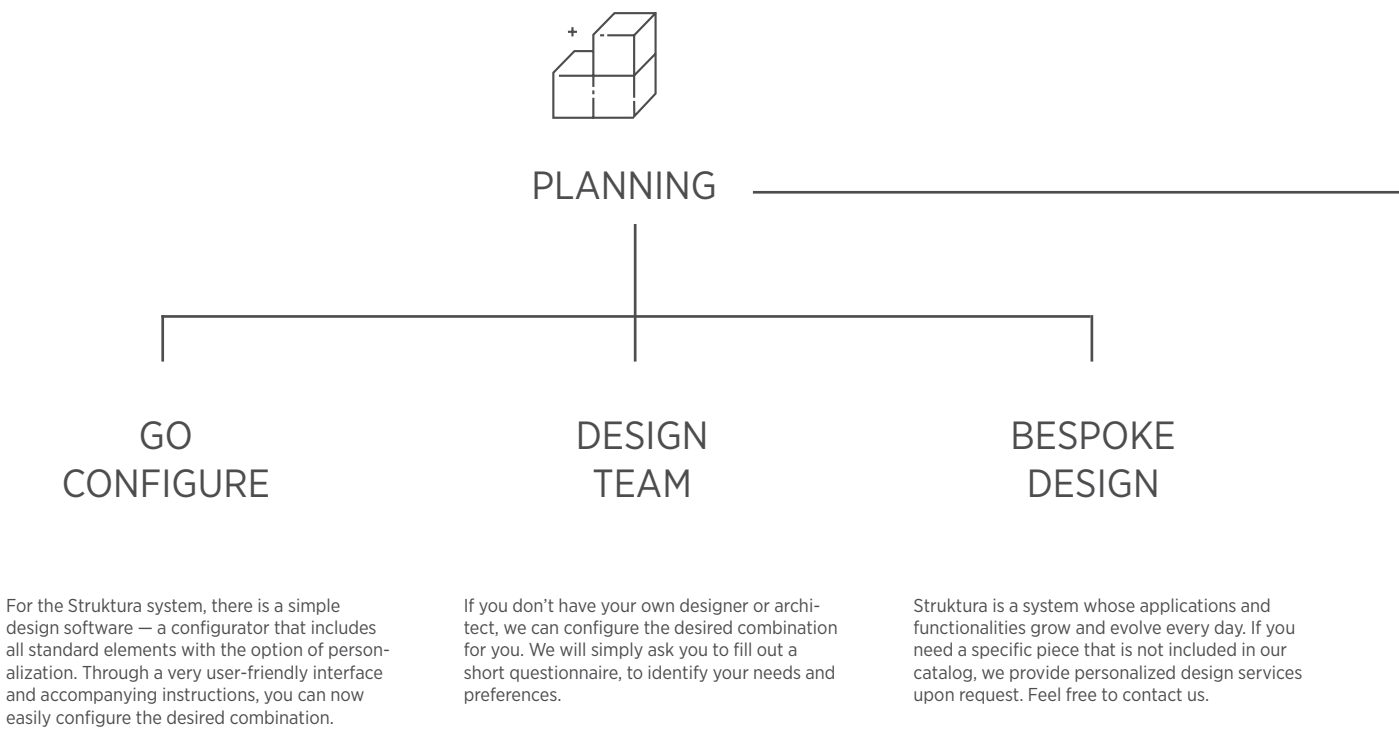 PLANNING
GO
CONFIGURE
DESIGN
TEAM
BESPOKE
DESIGN
For the Struktura system, there is a simple
design software — a configurator that includes
all standard elements with the option of person-
alization. Through a very user-friendly interface
and accompanying instructions, you can now
easily configure the desired combination.
If you don’t have your own designer or archi-
tect, we can configure the desired combination
for you. We will simply ask you to fill out a
short questionnaire, to identify your needs and
preferences.
Struktura is a system whose applications and
functionalities grow and evolve every day. If you
need a specific piece that is not included in our
catalog, we provide personalized design services
upon request. Feel free to contact us.